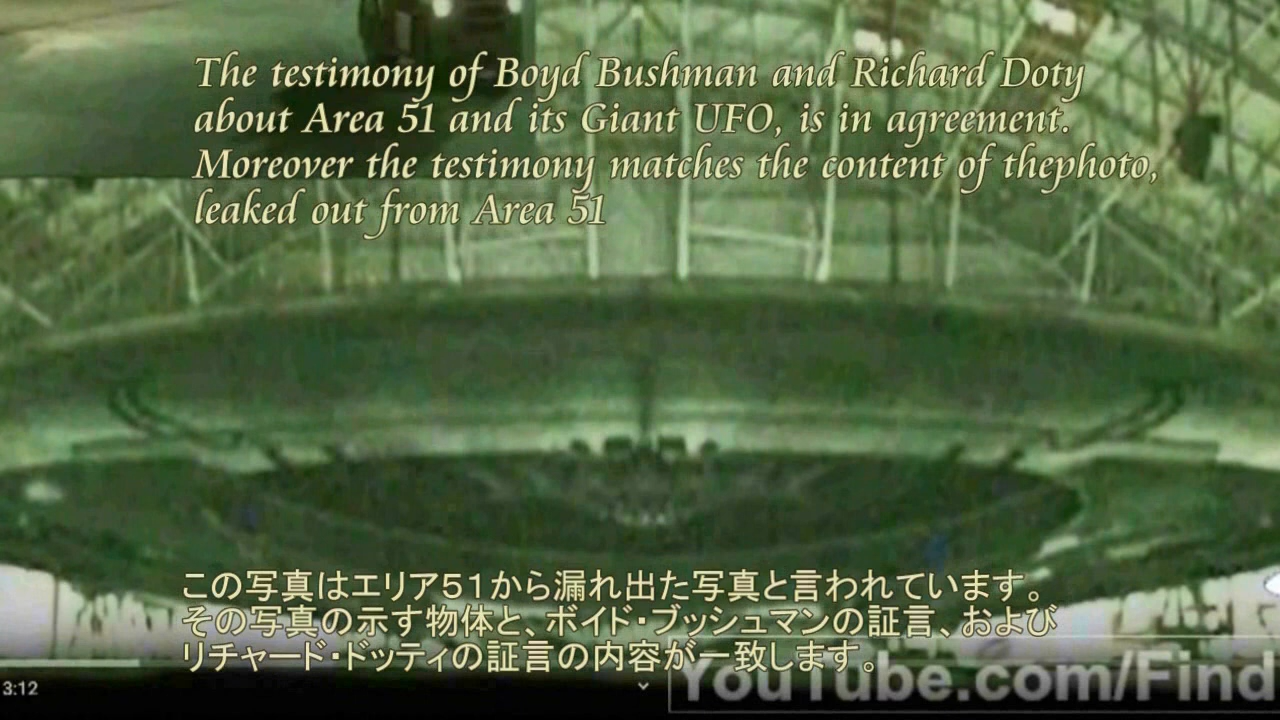 The testimony of Boyd Bushman and Richard Doty
about Area 51 and its Giant UFO, is in agreement.
Moreover the testimony matches the content of thephoto,
leaked out from Area 51
この写真はエリア５１から漏れ出た写真と言われています。
その写真の示す物体と、ボイド・ブッシュマンの証言、および
リチャード・ドッティの証言の内容が一致します。
3:12
YouTube.com/Find